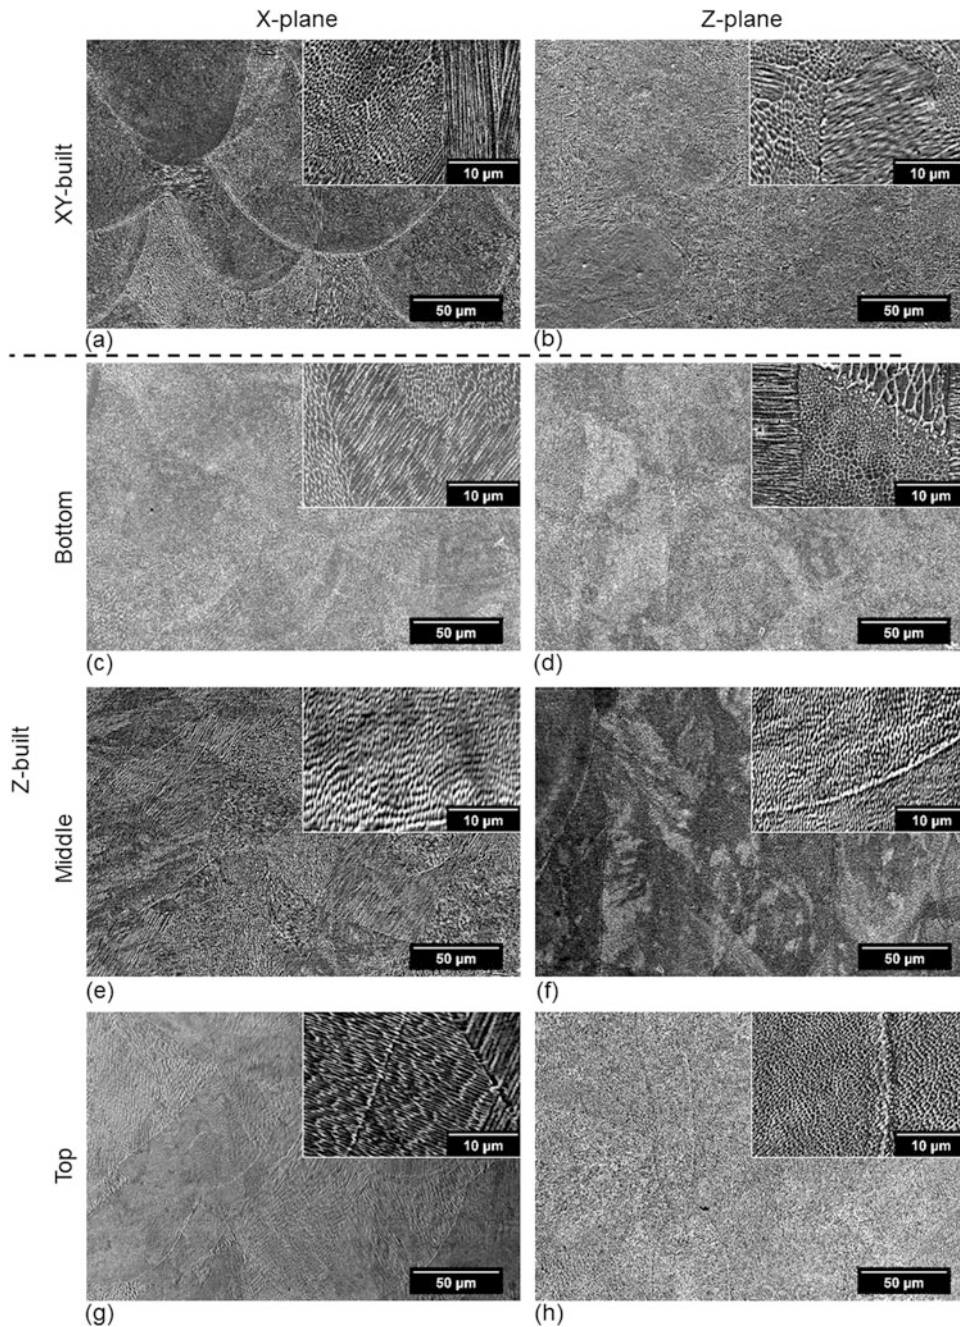 X-plane Z-plane
XY-built
10 µm 10 µm
50 µm 50 µm
(a) (b)
Z-built
Bottom
10 µm 10 µm
50 µm 50 µm
(c) (d)
Middle
10 µm 10 µm
50 µm 50 µm
(e) (f)
Top
10 µm 10 µm
50 µm 50 µm
(g) (h)